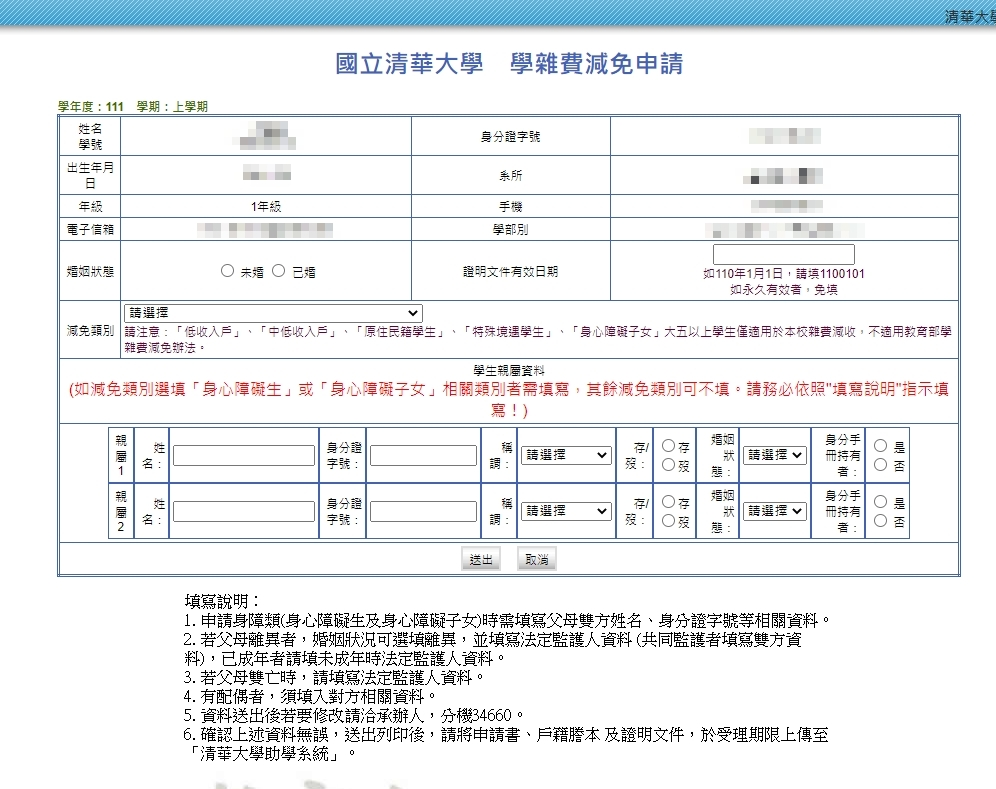 清華大學
國立清華大學　學雜費減免申請
學年度：111　學期：上學期
姓名
學號
身分證字號
出生年月
日
系所
年級
1年級
手機
電子信箱
學部別
婚姻狀態
未婚
已婚
證明文件有效日期
如110年1月1日，請填1100101
如永久有效者，免填
減免類別
請選擇
請注意：「低收入戶」、「中低收入戶」、「原住民籍學生」、「特殊境遇學生」、「身心障礙子女」大五以上學生僅適用於本校雜費減收，不適用教育部學
雜費減免辦法。
學生親屬資料
(如減免類別選填「身心障礙生」或「身心障礙子女」相關類別者需填寫，其餘減免類別可不填。請務必依照"填寫說明"指示填
寫！)
親
屬
1
姓
名：
身分證
字號：
稱
謂：
請選擇
存/
歿：
存
歿
婚姻
狀
態：
請選擇
身分手
冊持有
者：
是
否
親
屬
2
姓
名：
身分證
字號：
稱
謂：
請選擇
存/
歿：
存
歿
婚姻
狀
態：
請選擇
身分手
冊持有
者：
是
否
送出
取消
填寫說明：
1. 申請身障類(身心障礙生及身心障礙子女)時需填寫父母雙方姓名、身分證字號等相關資料。
2. 若父母離異者，婚姻狀況可選填離異，並填寫法定監護人資料 (共同監護者填寫雙方資
料)，已成年者請填未成年時法定監護人資料。
3. 若父母雙亡時，請填寫法定監護人資料。
4. 有配偶者，須填入對方相關資料。
5. 資料送出後若要修改請洽承辦人，分機34660。
6. 確認上述資料無誤，送出列印後，請將申請書、戶籍謄本 及證明文件，於受理期限上傳至
「清華大學助學系統」。